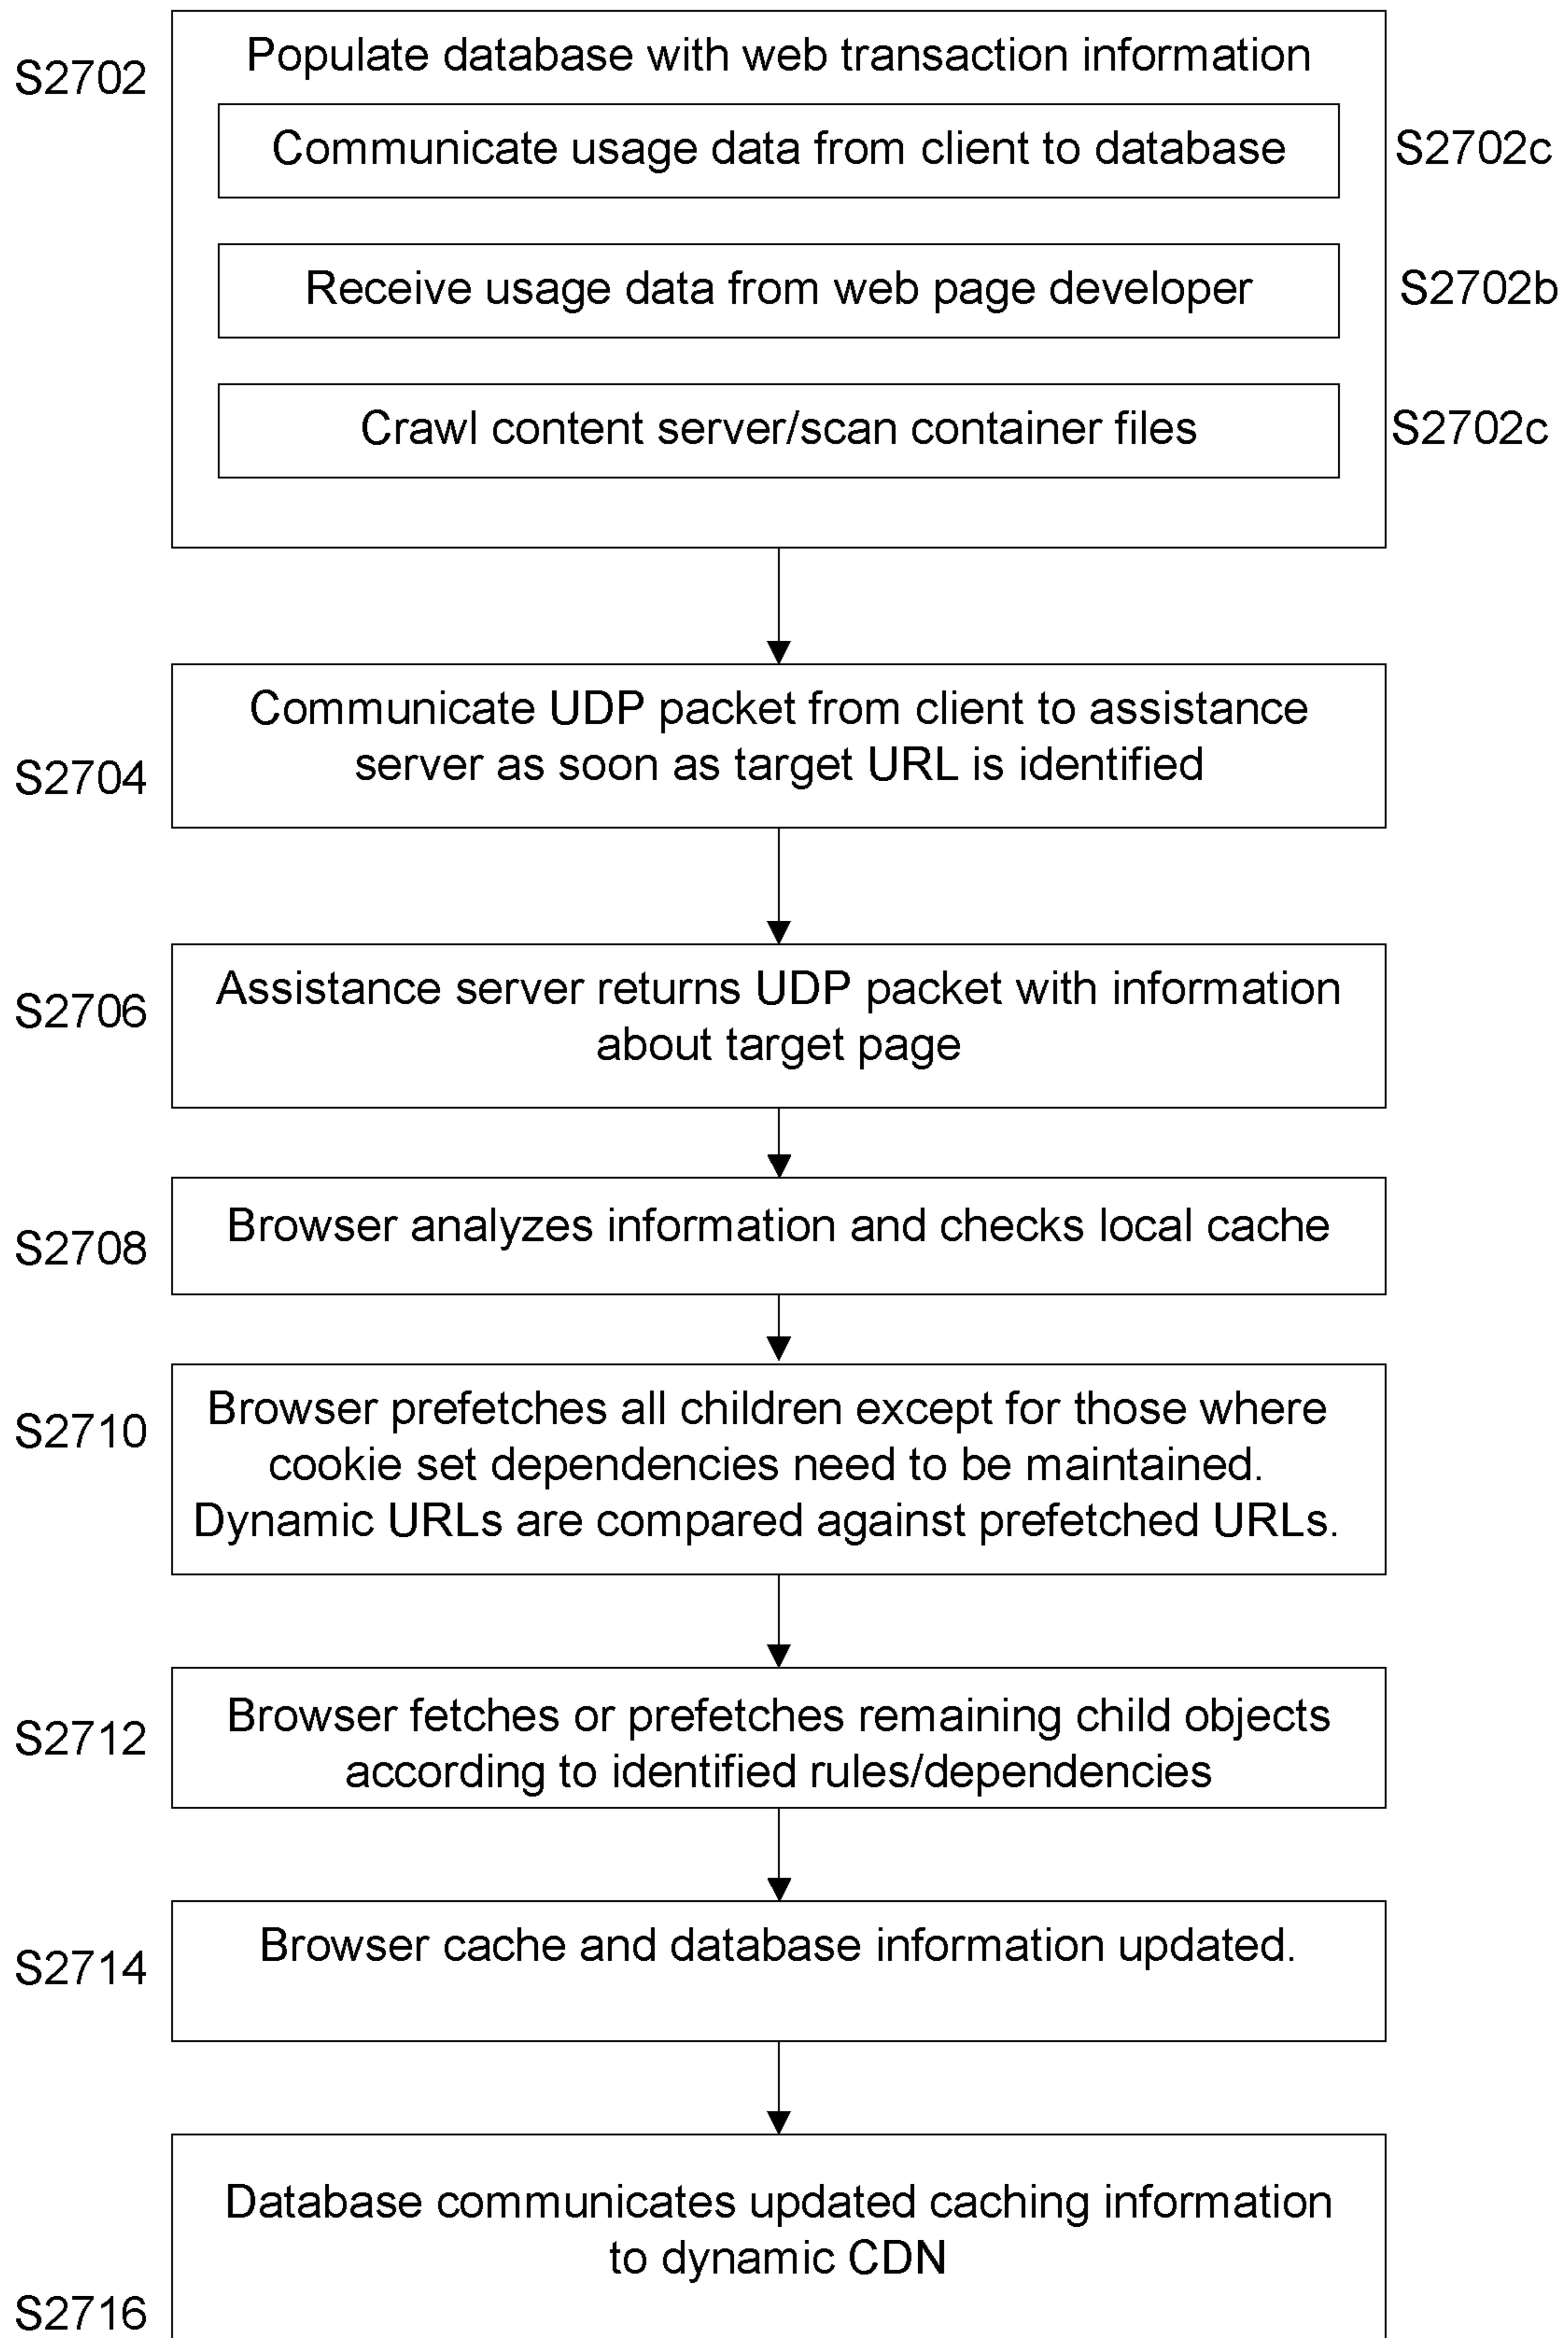 Populate database with web transaction information
S2702
Communicate usage data from client to database
S2702c
Receive usage data from web page developer
S2702b
Crawl content server/scan container files
S2702c
Communicate UDP packet from client to assistance
server as soon as target URL is identified
S2704
Assistance server returns UDP packet with information
about target page
S2706
Browser analyzes information and checks local cache
S2708
Browser prefetches all children except for those where
cookie set dependencies need to be maintained.
Dynamic URLs are compared against prefetched URLs.
S2710
Browser fetches or prefetches remaining child objects
according to identified rules/dependencies
S2712
Browser cache and database information updated.
S2714
Database communicates updated caching information
to dynamic CDN
S2716